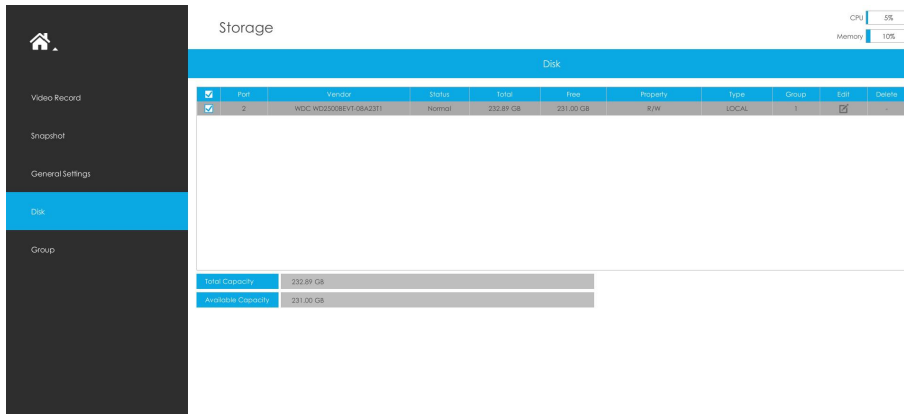 Storage
CPU 5%
Memory 10%
Disk
Video Record
Snapshot
General Settings
Disk
Group
Port Vendor Status Total Free Property Type Group Edit Delete
2 WDC WD2500BEVT-08A23T1 Normal 232.89 GB 231.00 GB R/W LOCAL 1 -
Total Capacity 232.89 GB
Available Capacity 231.00 GB